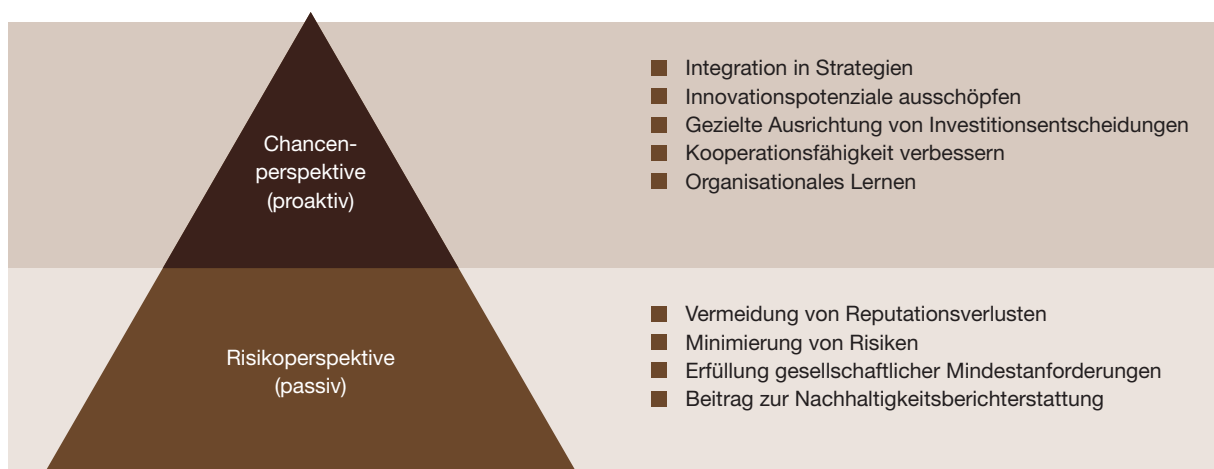 Chancen-
perspektive
(proaktiv)
Integration in Strategien
Innovationspotenziale ausschöpfen
Gezielte Ausrichtung von Investitionsentscheidungen
Kooperationsfähigkeit verbessern
Organisationales Lernen
Risikoperspektive
(passiv)
Vermeidung von Reputationsverlusten
Minimierung von Risiken
Erfüllung gesellschaftlicher Mindestanforderungen
Beitrag zur Nachhaltigkeitsberichterstattung